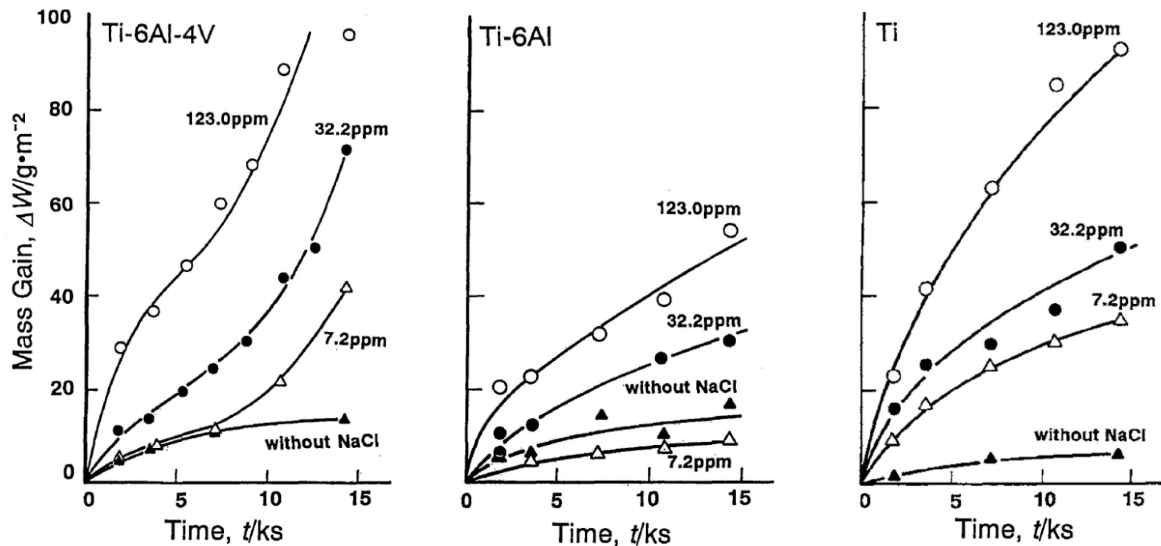 Mass Gain, ΔW/g•m⁻²
100
80
60
40
20
0
Ti-6Al-4V
123.0ppm
32.2ppm
7.2ppm
without NaCl
0 5 10 15
Time, t/ks
Ti-6Al
123.0ppm
32.2ppm
without NaCl
7.2ppm
0 5 10 15
Time, t/ks
Ti
123.0ppm
32.2ppm
7.2ppm
without NaCl
0 5 10 15
Time, t/ks